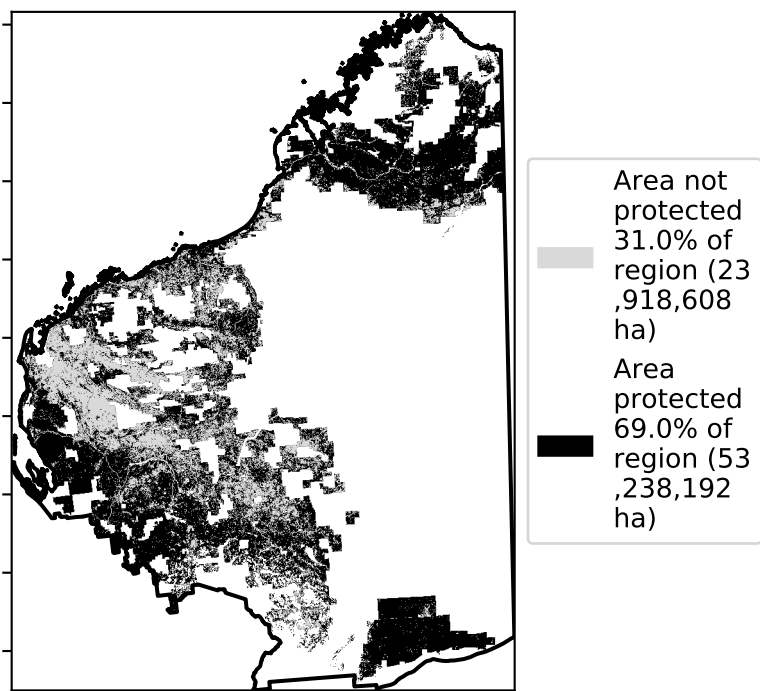 Area not
protected
31.0% of
region (23
,918,608
ha)
Area
protected
69.0% of
region (53
,238,192
ha)